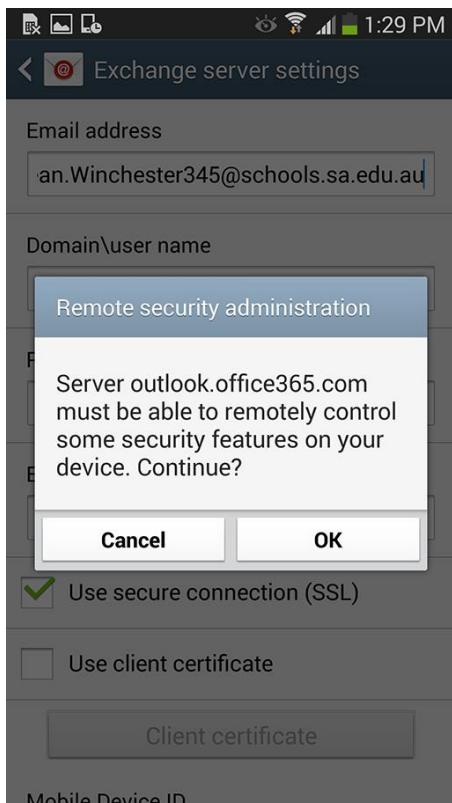 1:29 PM
Exchange server settings
Email address
an.Winchester345@schools.sa.edu.au
Domain\user name
Remote security administration
Server outlook.office365.com
must be able to remotely control
some security features on your
device. Continue?
Cancel
OK
Use secure connection (SSL)
Use client certificate
Client certificate
Mobile Device ID